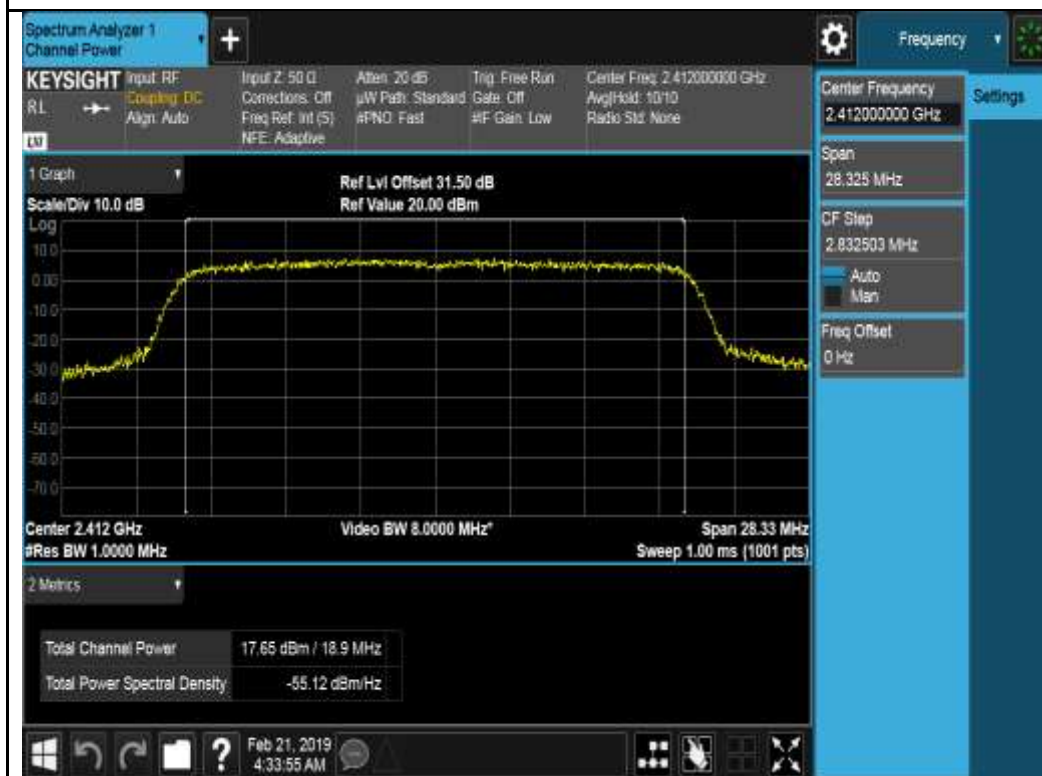 Spectrum Analyzer 1
Channel Power
Frequency
KEYSIGHT Input: RF
Coupling: DC
Align: Auto
RL
LXI
Input Z: 50 Ω
Corrections: Off
Freq Ref: Int (S)
NFE: Adaptive
Atten: 20 dB
µW Path: Standard
#PNO: Fast
Trig: Free Run
Gate: Off
#IF Gain: Low
Center Freq: 2.412000000 GHz
Avg|Hold: 10/10
Radio Std: None
Center Frequency
2.412000000 GHz
Settings
Span
28.325 MHz
CF Step
2.832503 MHz
Auto
Man
Freq Offset
0 Hz
1 Graph
Scale/Div 10.0 dB
Ref Lvl Offset 31.50 dB
Ref Value 20.00 dBm
Log
10.0
0.00
-10.0
-20.0
-30.0
-40.0
-50.0
-60.0
-70.0
Center 2.412 GHz
#Res BW 1.0000 MHz
Video BW 8.0000 MHz*
Span 28.33 MHz
Sweep 1.00 ms (1001 pts)
2 Metrics
Total Channel Power 17.65 dBm / 18.9 MHz
Total Power Spectral Density -55.12 dBm/Hz
Feb 21, 2019
4:33:55 AM